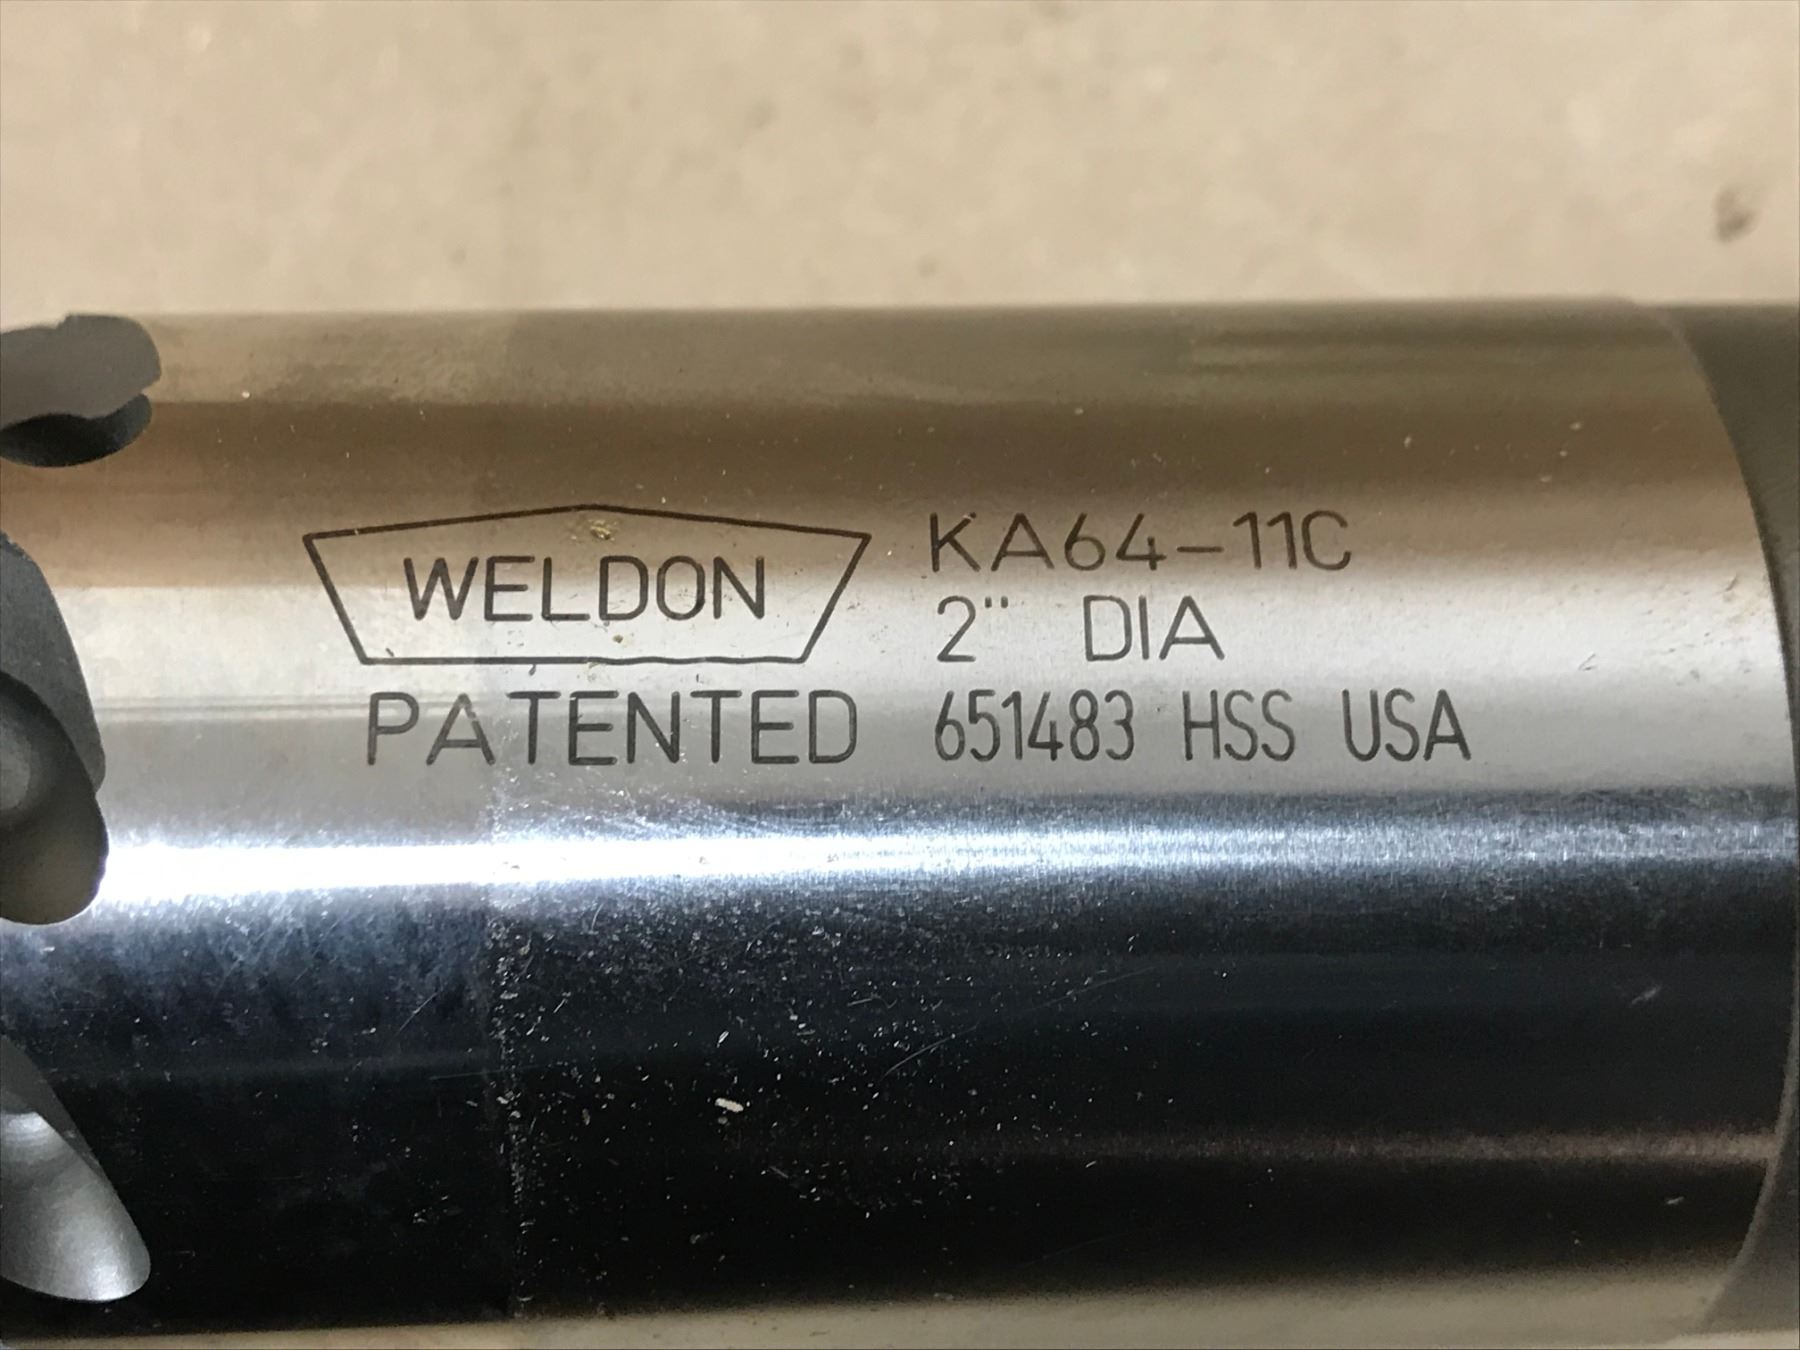 WELDON
KA64-11C
2" DIA
PATENTED 651483 HSS USA